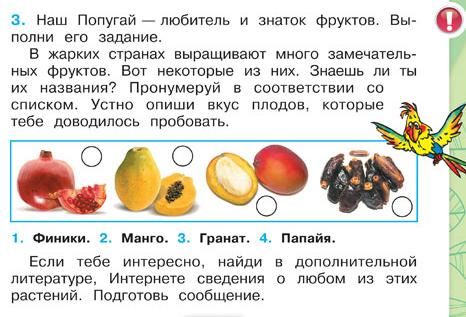 3. Наш Попугай — любитель и знаток фруктов. Вы-
полни его задание.
В жарких странах выращивают много замечатель-
ных фруктов. Вот некоторые из них. Знаешь ли ты
их названия? Пронумеруй в соответствии со
списком. Устно опиши вкус плодов, которые
тебе доводилось пробовать.
1. Финики. 2. Манго. 3. Гранат. 4. Папайя.
Если тебе интересно, найди в дополнительной
литературе, Интернете сведения о любом из этих
растений. Подготовь сообщение.